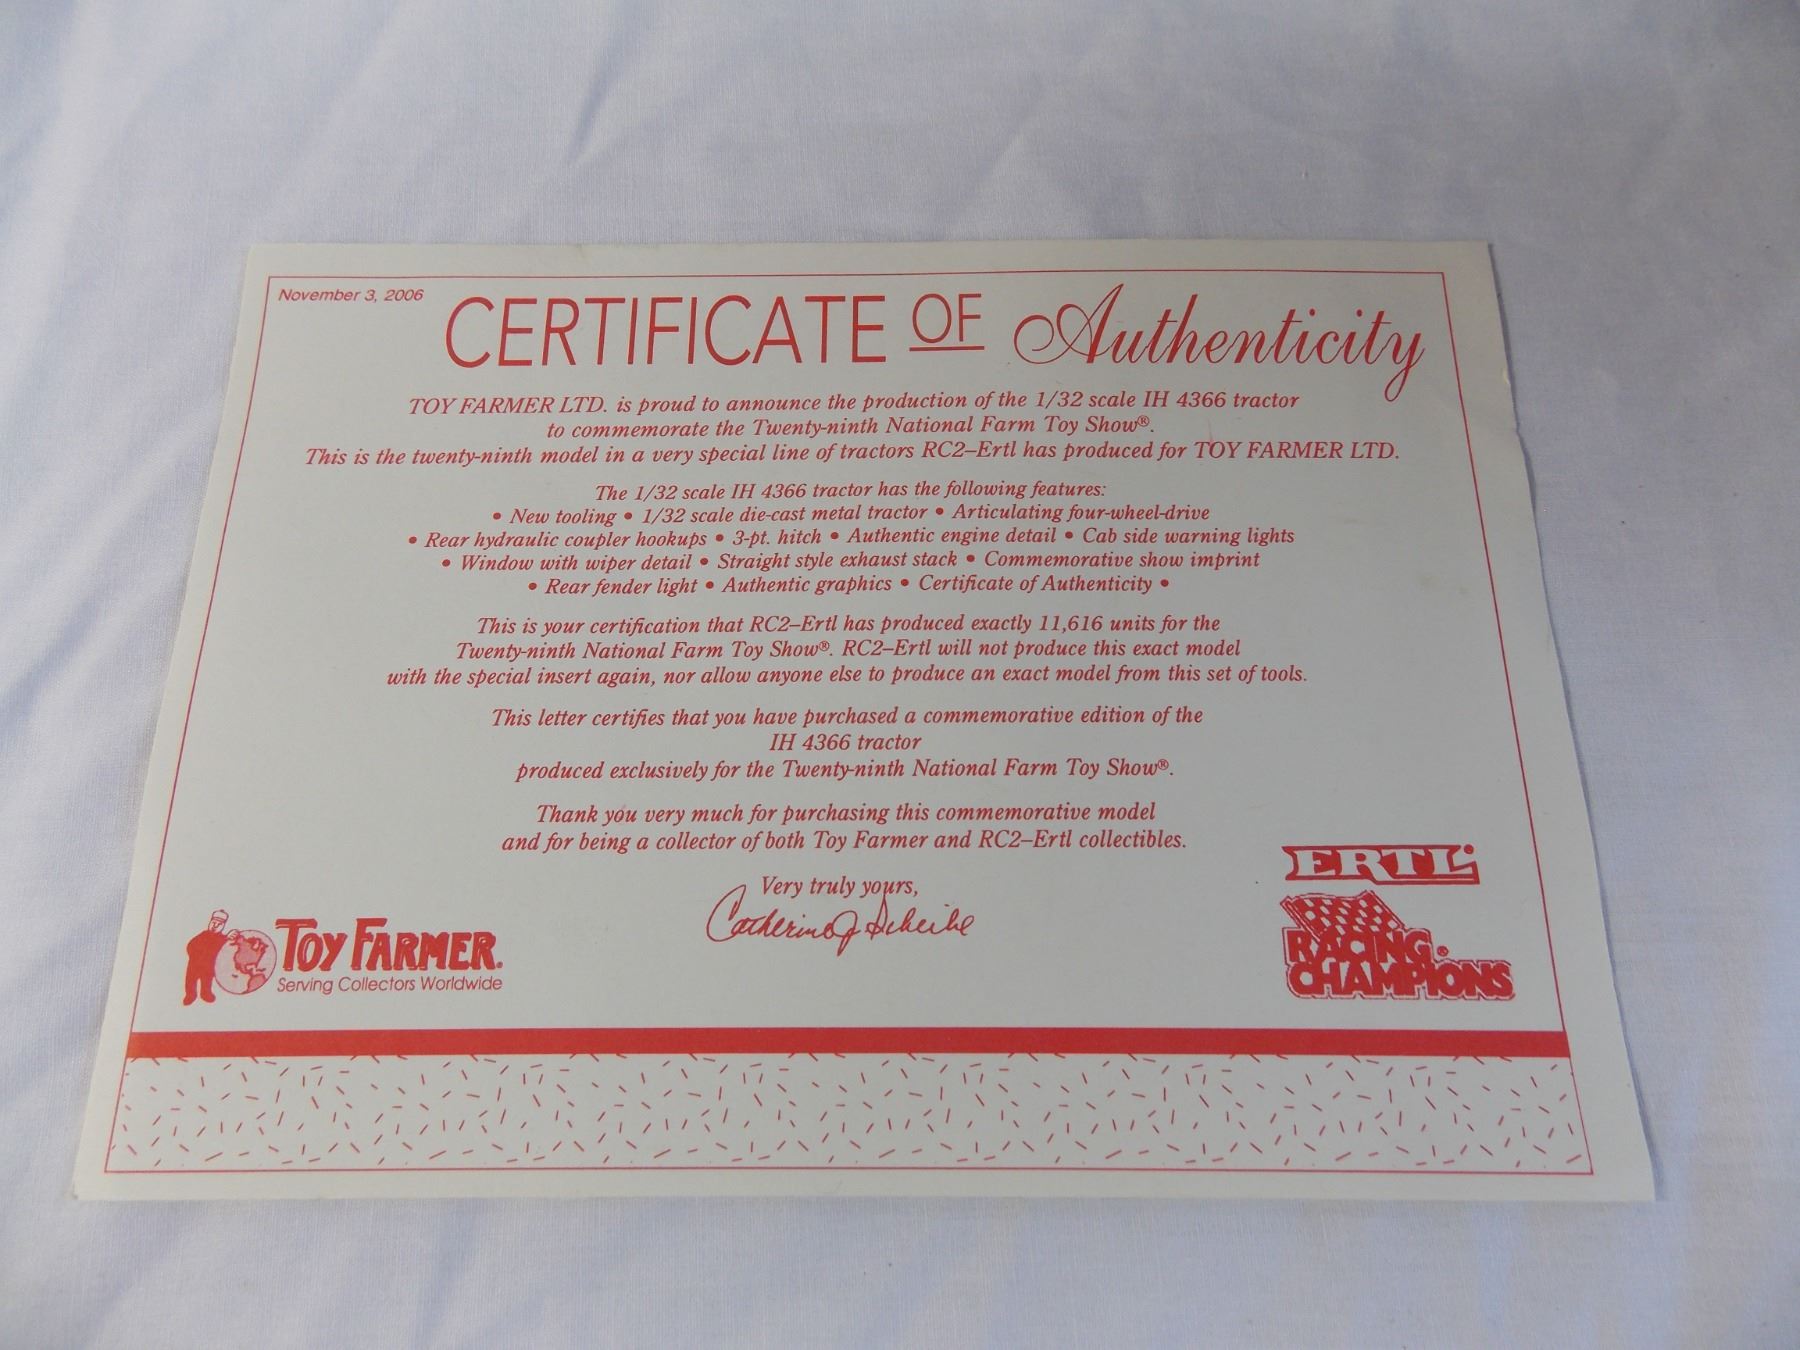 November 3, 2006
CERTIFICATE OF Authenticity
TOY FARMER LTD. is proud to announce the production of the 1/32 scale IH 4366 tractor
to commemorate the Twenty-ninth National Farm Toy Show®.
This is the twenty-ninth model in a very special line of tractors RC2–Ertl has produced for TOY FARMER LTD.
The 1/32 scale IH 4366 tractor has the following features:
• New tooling • 1/32 scale die-cast metal tractor • Articulating four-wheel-drive
• Rear hydraulic coupler hookups • 3-pt. hitch • Authentic engine detail • Cab side warning lights
• Window with wiper detail • Straight style exhaust stack • Commemorative show imprint
• Rear fender light • Authentic graphics • Certificate of Authenticity •
This is your certification that RC2–Ertl has produced exactly 11,616 units for the
Twenty-ninth National Farm Toy Show®. RC2–Ertl will not produce this exact model
with the special insert again, nor allow anyone else to produce an exact model from this set of tools.
This letter certifies that you have purchased a commemorative edition of the
IH 4366 tractor
produced exclusively for the Twenty-ninth National Farm Toy Show®.
Thank you very much for purchasing this commemorative model
and for being a collector of both Toy Farmer and RC2–Ertl collectibles.
Very truly yours,
Catherine J Scheibe
TOY FARMER.
Serving Collectors Worldwide
ERTL
RACING
CHAMPIONS